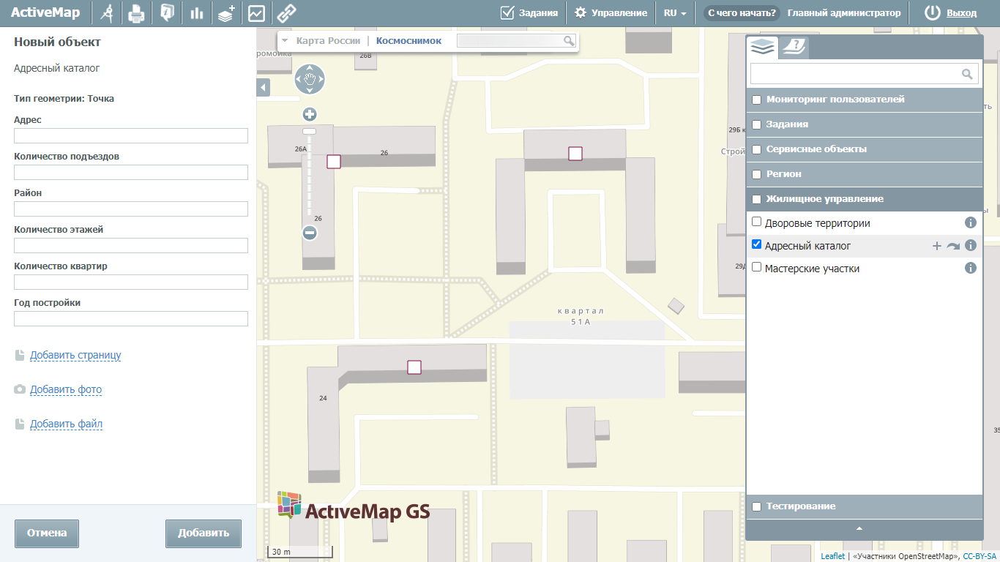 ActiveMap
Задания
Управление
RU
С чего начать?
Главный администратор
Выход
Новый объект
Адресный каталог
Тип геометрии: Точка
Адрес
Количество подъездов
Район
Количество этажей
Количество квартир
Год постройки
Добавить страницу
Добавить фото
Добавить файл
Отмена
Добавить
Карта России | Космоснимок
ромойка
26В
26А
26
26
24
квартал
51А
29Б к
Строй
29Д
ть
ы
35
ActiveMap GS
30 m
?
Мониторинг пользователей
Задания
Сервисные объекты
Регион
Жилищное управление
Дворовые территории
Адресный каталог
Мастерские участки
Тестирование
Leaflet | «Участники OpenStreetMap», CC-BY-SA